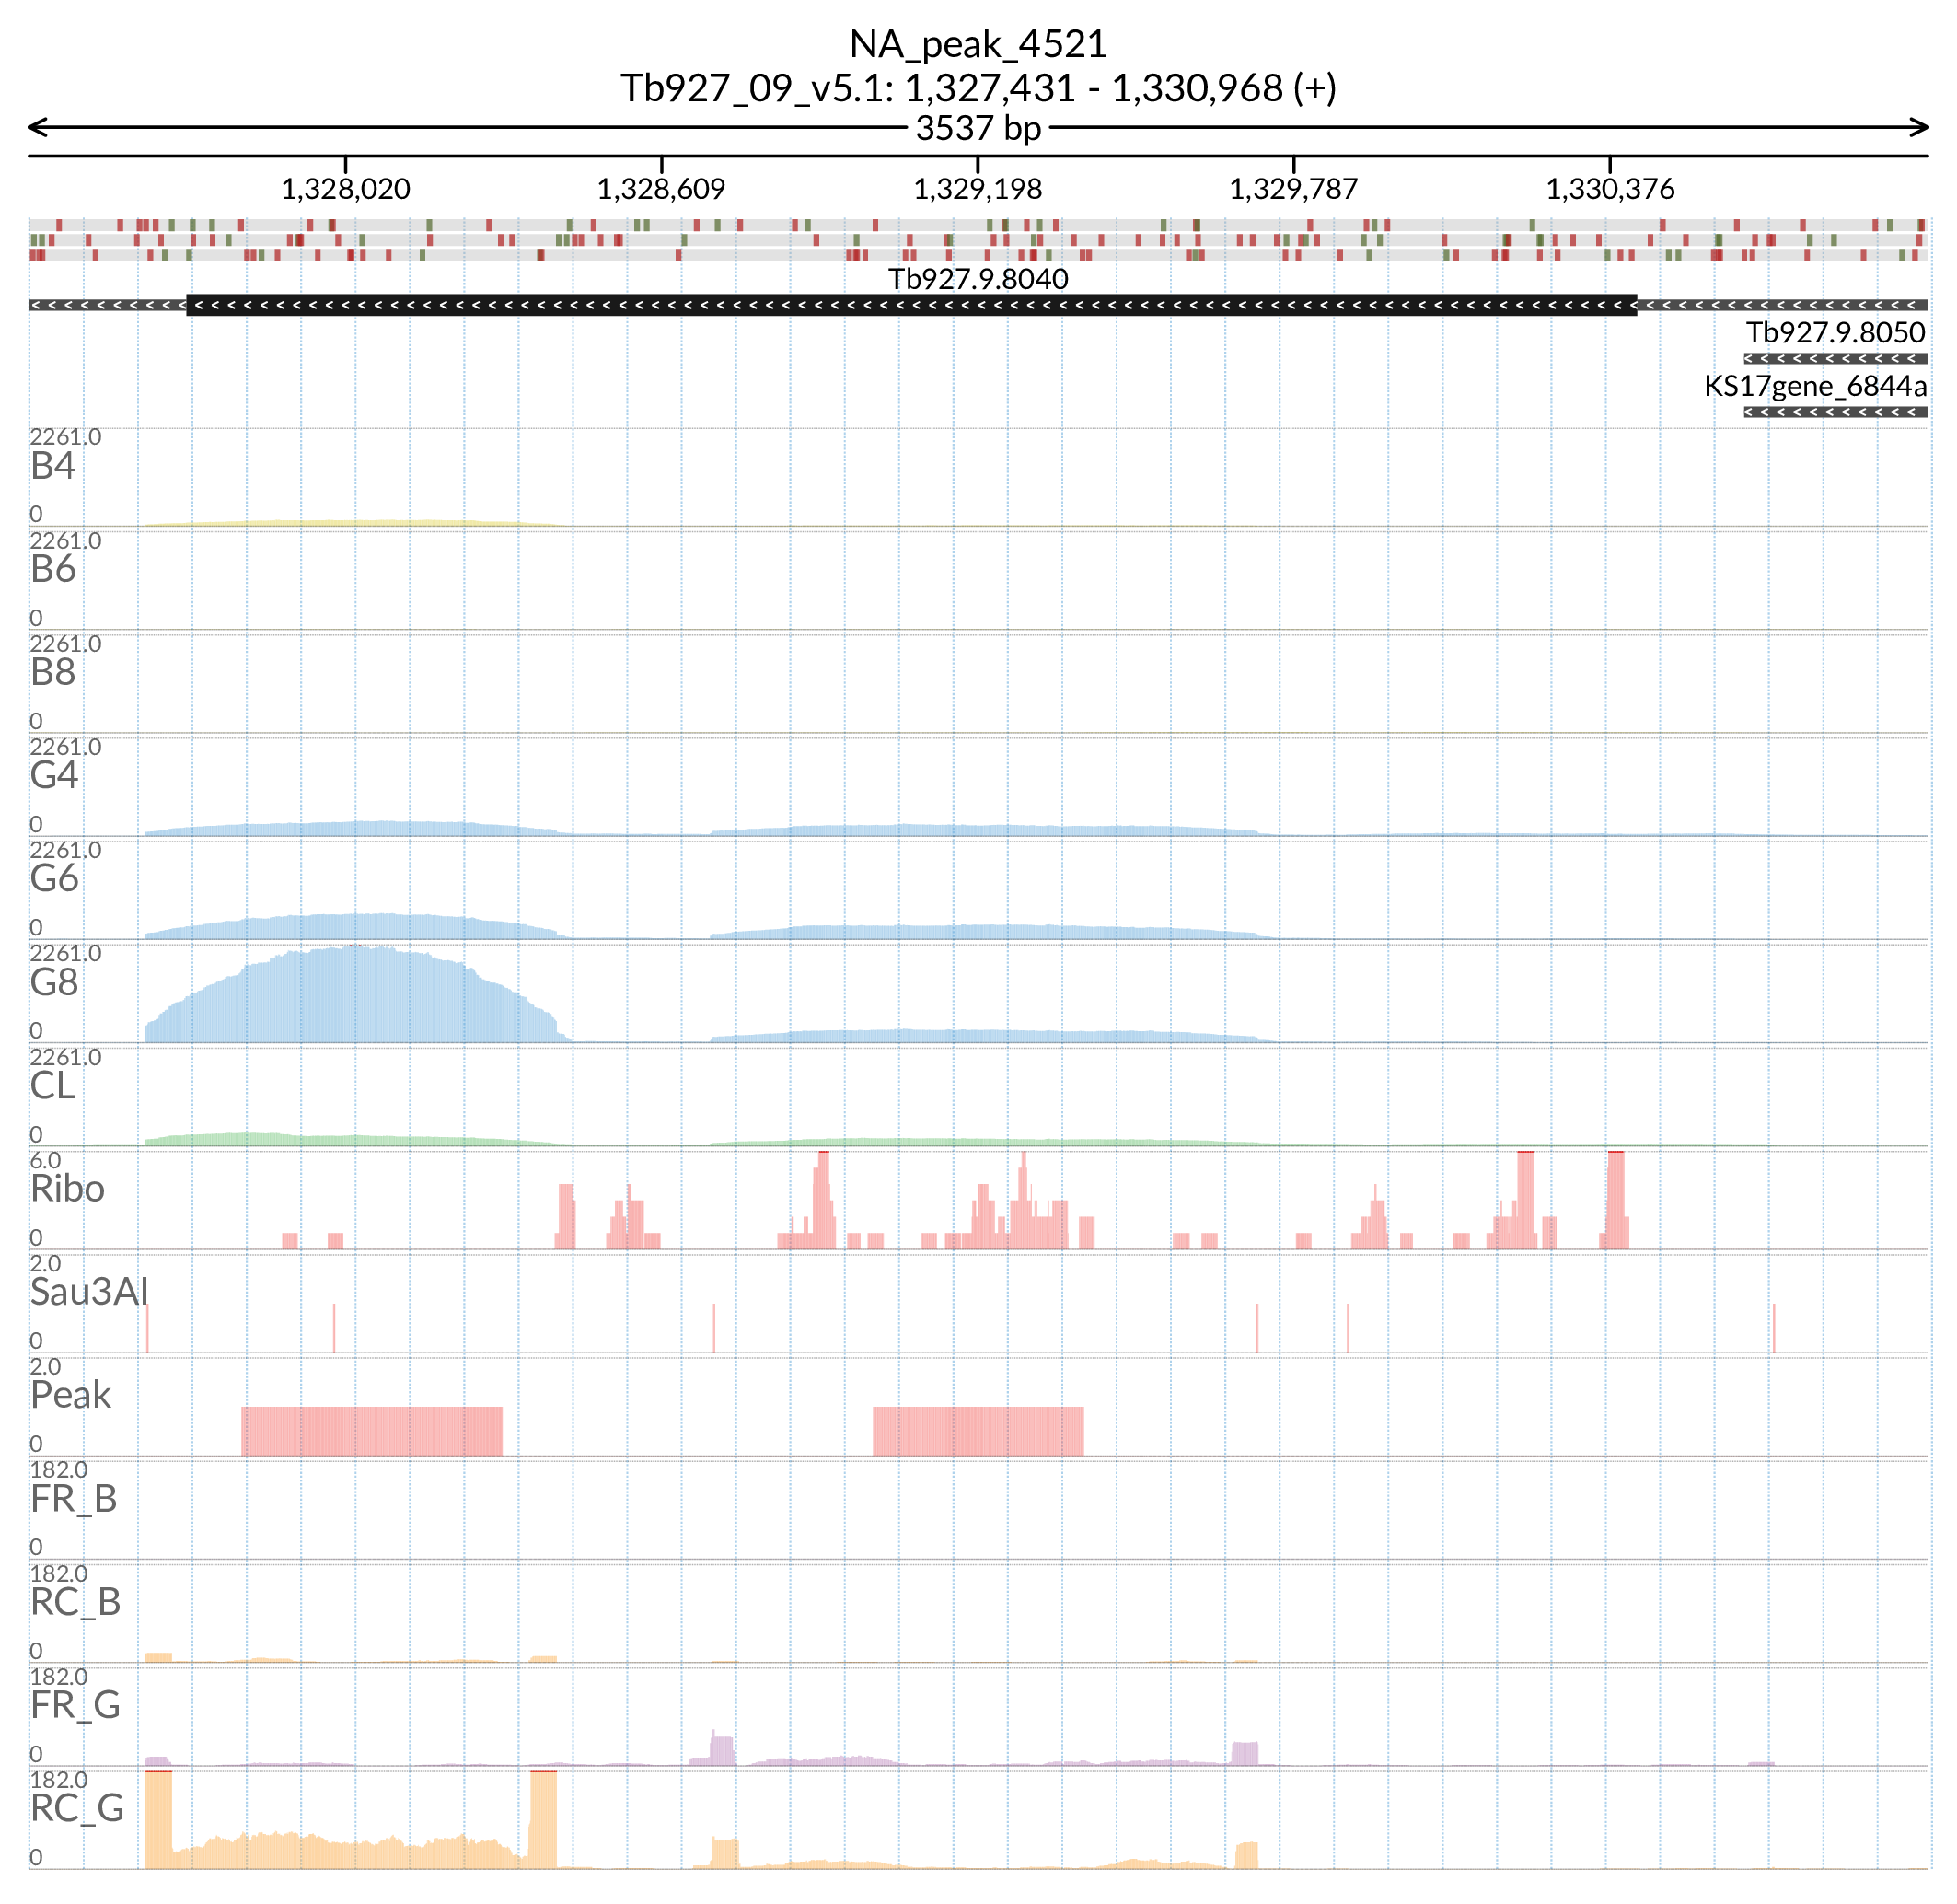 NA_peak_4521
Tb927_09_v5.1: 1,327,431 - 1,330,968 (+)
3537 bp
1,328,020 1,328,609 1,329,198 1,329,787 1,330,376
Tb927.9.8040
Tb927.9.8050
KS17gene_6844a
2261.0
B4
0
2261.0
B6
0
2261.0
B8
0
2261.0
G4
0
2261.0
G6
0
2261.0
G8
0
2261.0
CL
0
6.0
Ribo
0
2.0
Sau3AI
0
2.0
Peak
0
182.0
FR_B
0
182.0
RC_B
0
182.0
FR_G
0
182.0
RC_G
0